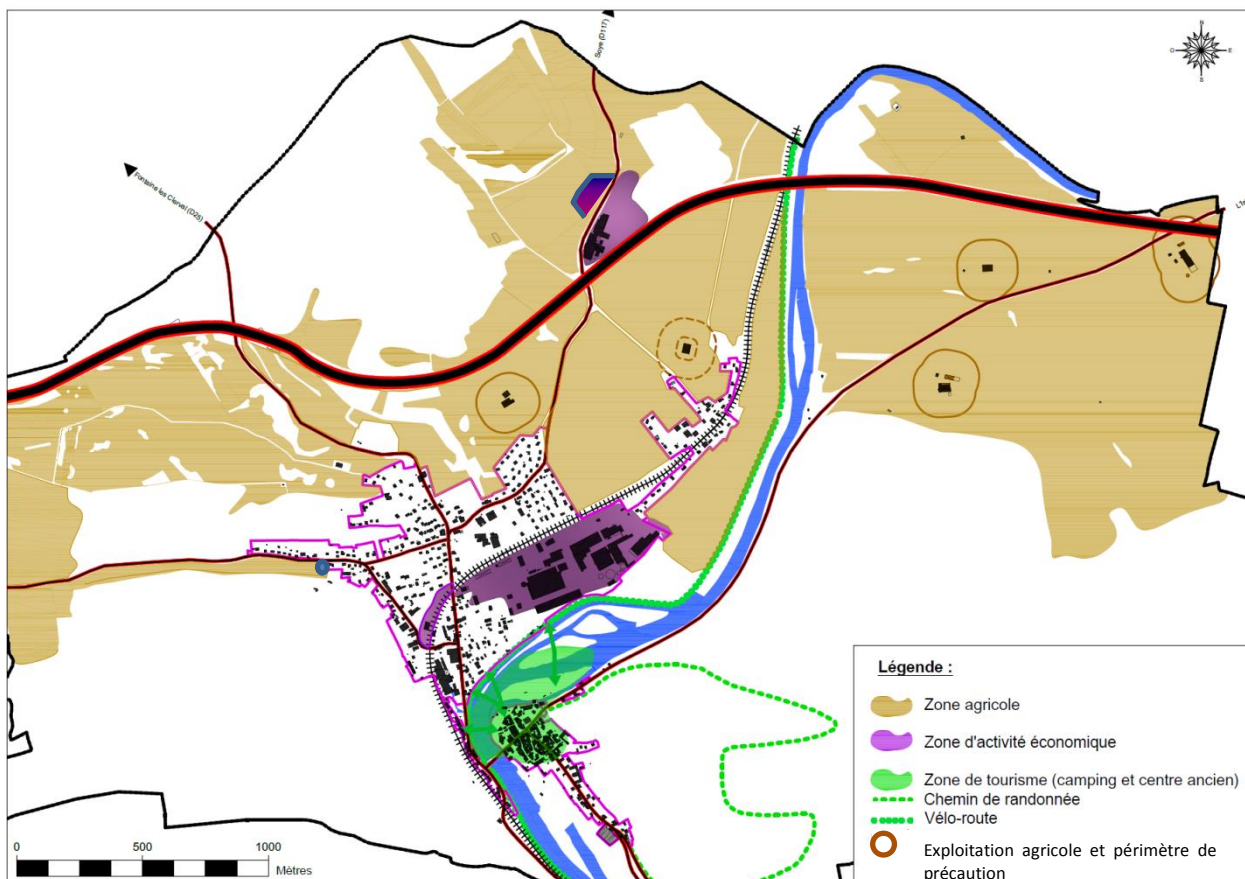 Soye (D117)
N
O
E
S
Fontaine les Clerval (D25)
Légende :
Zone agricole
Zone d'activité économique
Zone de tourisme (camping et centre ancien)
Chemin de randonnée
Vélo-route
Exploitation agricole et périmètre de
précaution
0
500
1000
Mètres